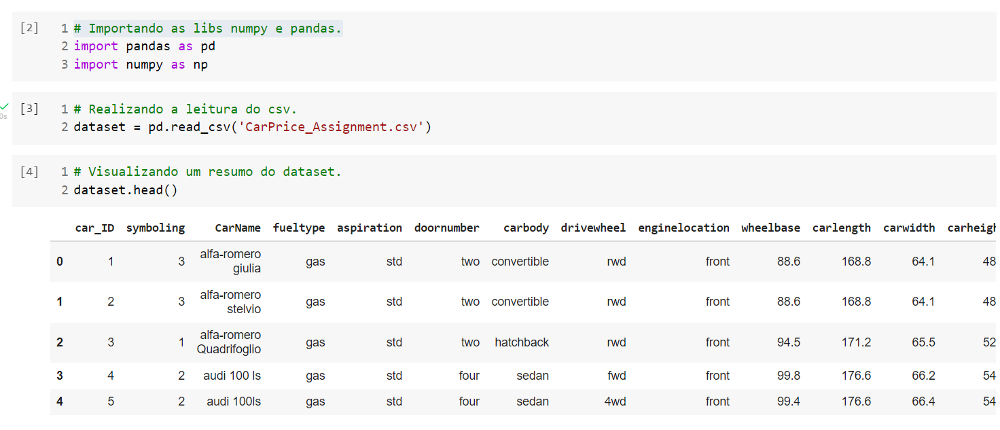 [2] 1 # Importando as libs numpy e pandas.
2 import pandas as pd
3 import numpy as np
[3] 1 # Realizando a leitura do csv.
0s 2 dataset = pd.read_csv('CarPrice_Assignment.csv')
[4] 1 # Visualizando um resumo do dataset.
2 dataset.head()
car_ID symboling CarName fueltype aspiration doornumber carbody drivewheel enginelocation wheelbase carlength carwidth carheigh
0 1 3 alfa-romero giulia gas std two convertible rwd front 88.6 168.8 64.1 48
1 2 3 alfa-romero stelvio gas std two convertible rwd front 88.6 168.8 64.1 48
2 3 1 alfa-romero Quadrifoglio gas std two hatchback rwd front 94.5 171.2 65.5 52
3 4 2 audi 100 ls gas std four sedan fwd front 99.8 176.6 66.2 54
4 5 2 audi 100ls gas std four sedan 4wd front 99.4 176.6 66.4 54